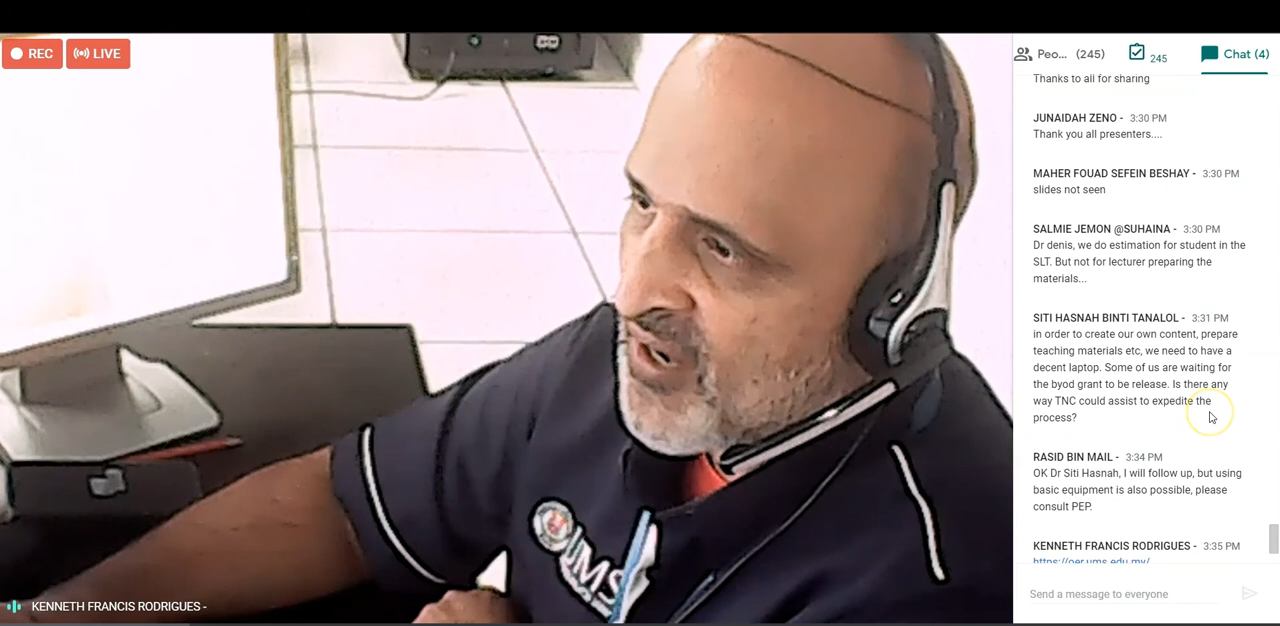 REC
LIVE
Peo... (245)
245
Chat (4)
Thanks to all for sharing
JUNAIDAH ZENO - 3:30 PM
Thank you all presenters....
MAHER FOUAD SEFEIN BESHAY - 3:30 PM
slides not seen
SALMIE JEMON @SUHAINA - 3:30 PM
Dr denis, we do estimation for student in the
SLT. But not for lecturer preparing the
materials...
SITI HASNAH BINTI TANALOL - 3:31 PM
in order to create our own content, prepare
teaching materials etc, we need to have a
decent laptop. Some of us are waiting for
the byod grant to be release. Is there any
way TNC could assist to expedite the
process?
RASID BIN MAIL - 3:34 PM
OK Dr Siti Hasnah, I will follow up, but using
basic equipment is also possible, please
consult PEP.
KENNETH FRANCIS RODRIGUES - 3:35 PM
https://oer.ums.edu.my/
Send a message to everyone
UMS
KENNETH FRANCIS RODRIGUES -